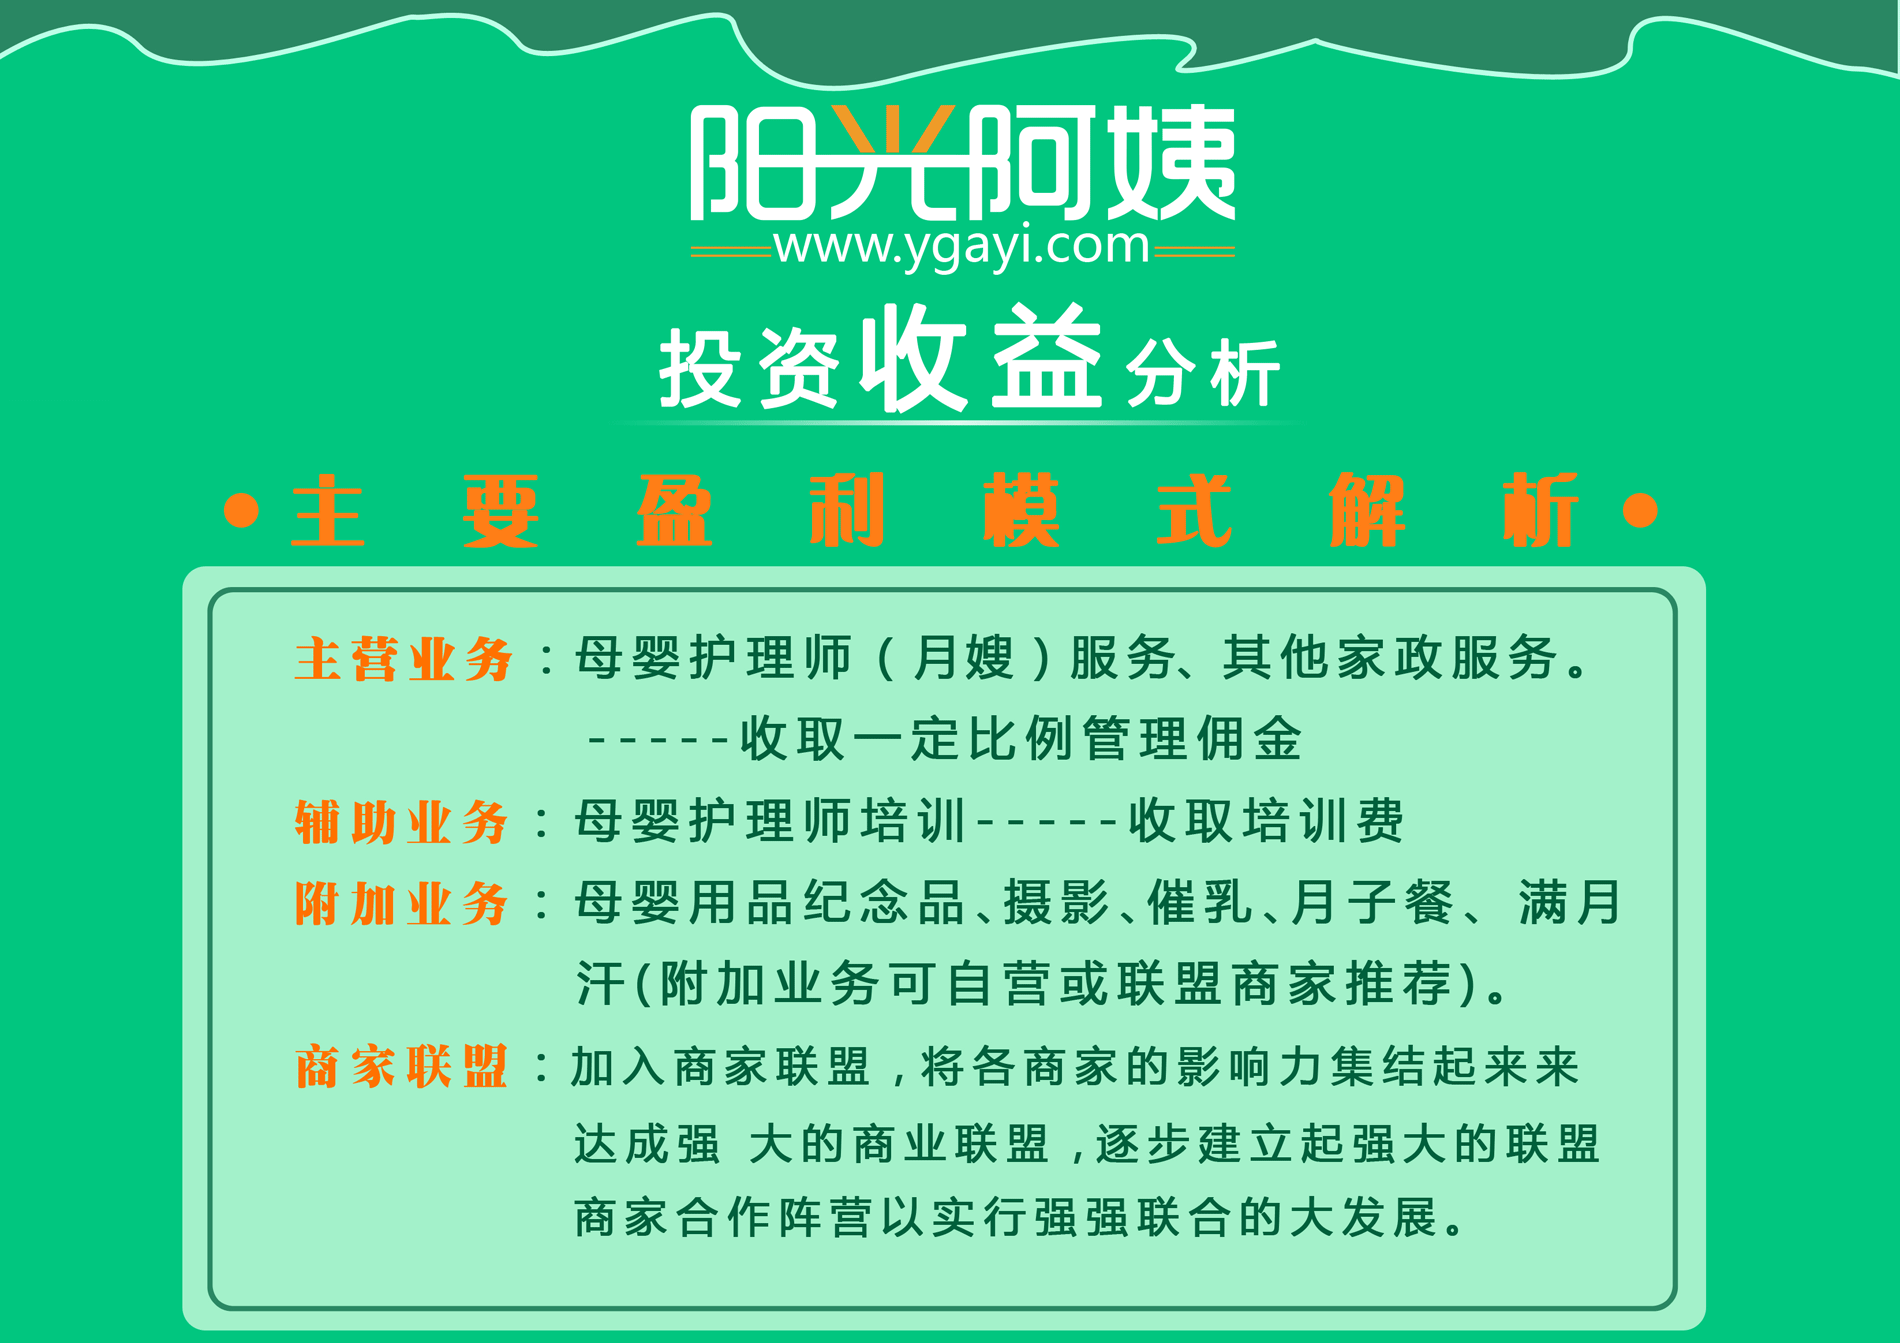 阳光阿姨
www.ygayi.com
投资收益分析
•主要盈利模式解析•
主营业务：母婴护理师（月嫂）服务、其他家政服务。
-----收取一定比例管理佣金
辅助业务：母婴护理师培训-----收取培训费
附加业务：母婴用品纪念品、摄影、催乳、月子餐、满月
汗(附加业务可自营或联盟商家推荐)。
商家联盟：加入商家联盟,将各商家的影响力集结起来来
达成强 大的商业联盟,逐步建立起强大的联盟
商家合作阵营以实行强强联合的大发展。